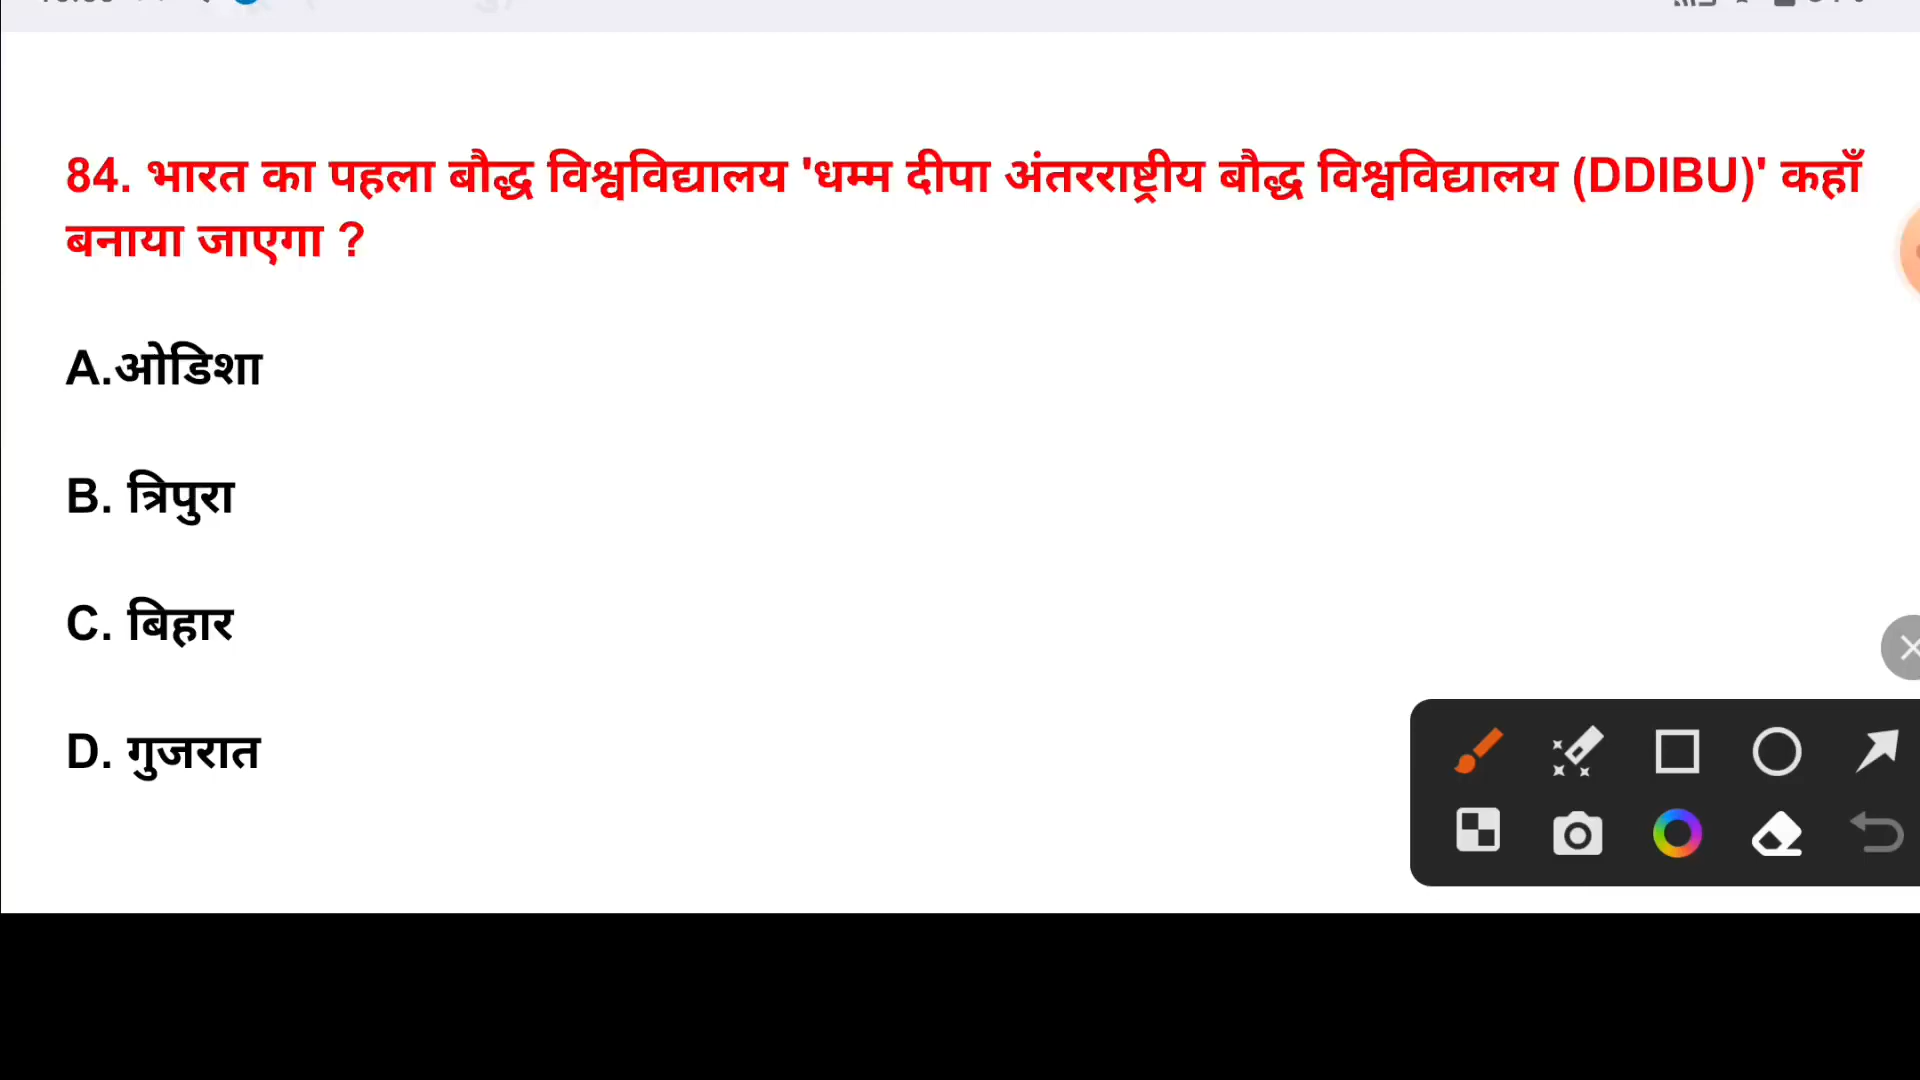 84. भारत का पहला बौद्ध विश्वविद्यालय 'धम्म दीपा अंतरराष्ट्रीय बौद्ध विश्वविद्यालय (DDIBU)' कहाँ
बनाया जाएगा ?
A.ओडिशा
B. त्रिपुरा
C. बिहार
D. गुजरात